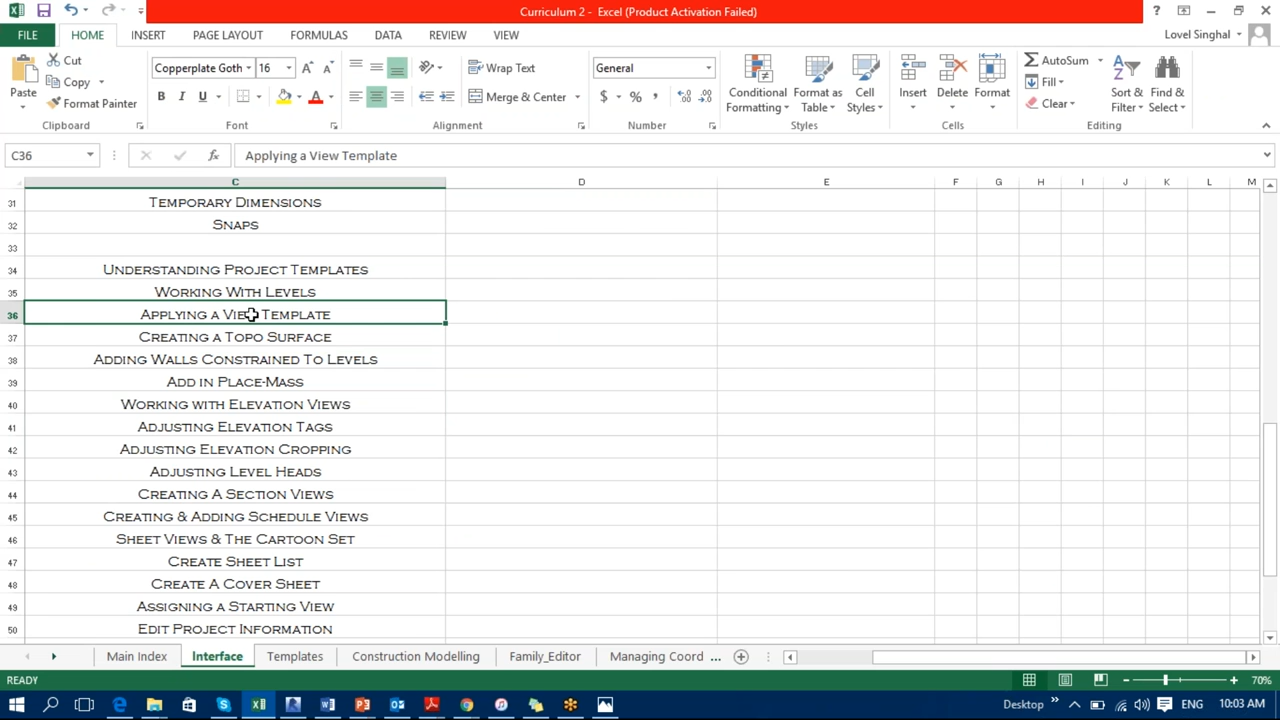 Curriculum 2 - Excel (Product Activation Failed)
FILE HOME INSERT PAGE LAYOUT FORMULAS DATA REVIEW VIEW
Lovel Singhal
Paste
Cut
Copy
Format Painter
Clipboard
Copperplate Goth 16
B I U
Font
Wrap Text
Merge & Center
Alignment
General
$ % ,
Number
Conditional Formatting
Format as Table
Cell Styles
Styles
Insert
Delete
Format
Cells
AutoSum
Fill
Clear
Sort & Filter
Find & Select
Editing
C36
Applying a View Template
C D E F G H I J K L M
31 Temporary Dimensions
32 Snaps
33
34 Understanding Project Templates
35 Working With Levels
36 Applying a View Template
37 Creating a Topo Surface
38 Adding Walls Constrained To Levels
39 Add in Place-Mass
40 Working with Elevation Views
41 Adjusting Elevation Tags
42 Adjusting Elevation Cropping
43 Adjusting Level Heads
44 Creating A Section Views
45 Creating & Adding Schedule Views
46 Sheet Views & The Cartoon Set
47 Create Sheet List
48 Create A Cover Sheet
49 Assigning a Starting View
50 Edit Project Information
Main Index Interface Templates Construction Modelling Family_Editor Managing Coord ...
READY
70%
Desktop
ENG
10:03 AM